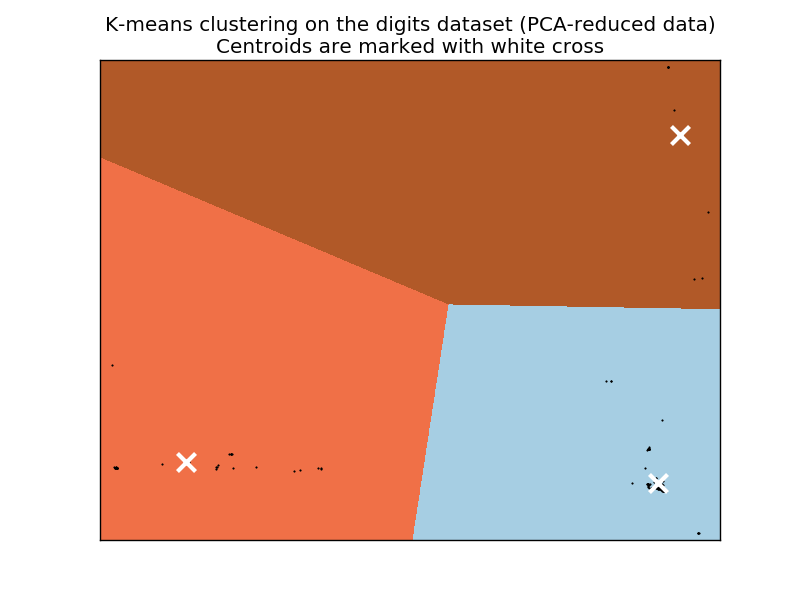 K-means clustering on the digits dataset (PCA-reduced data)
Centroids are marked with white cross